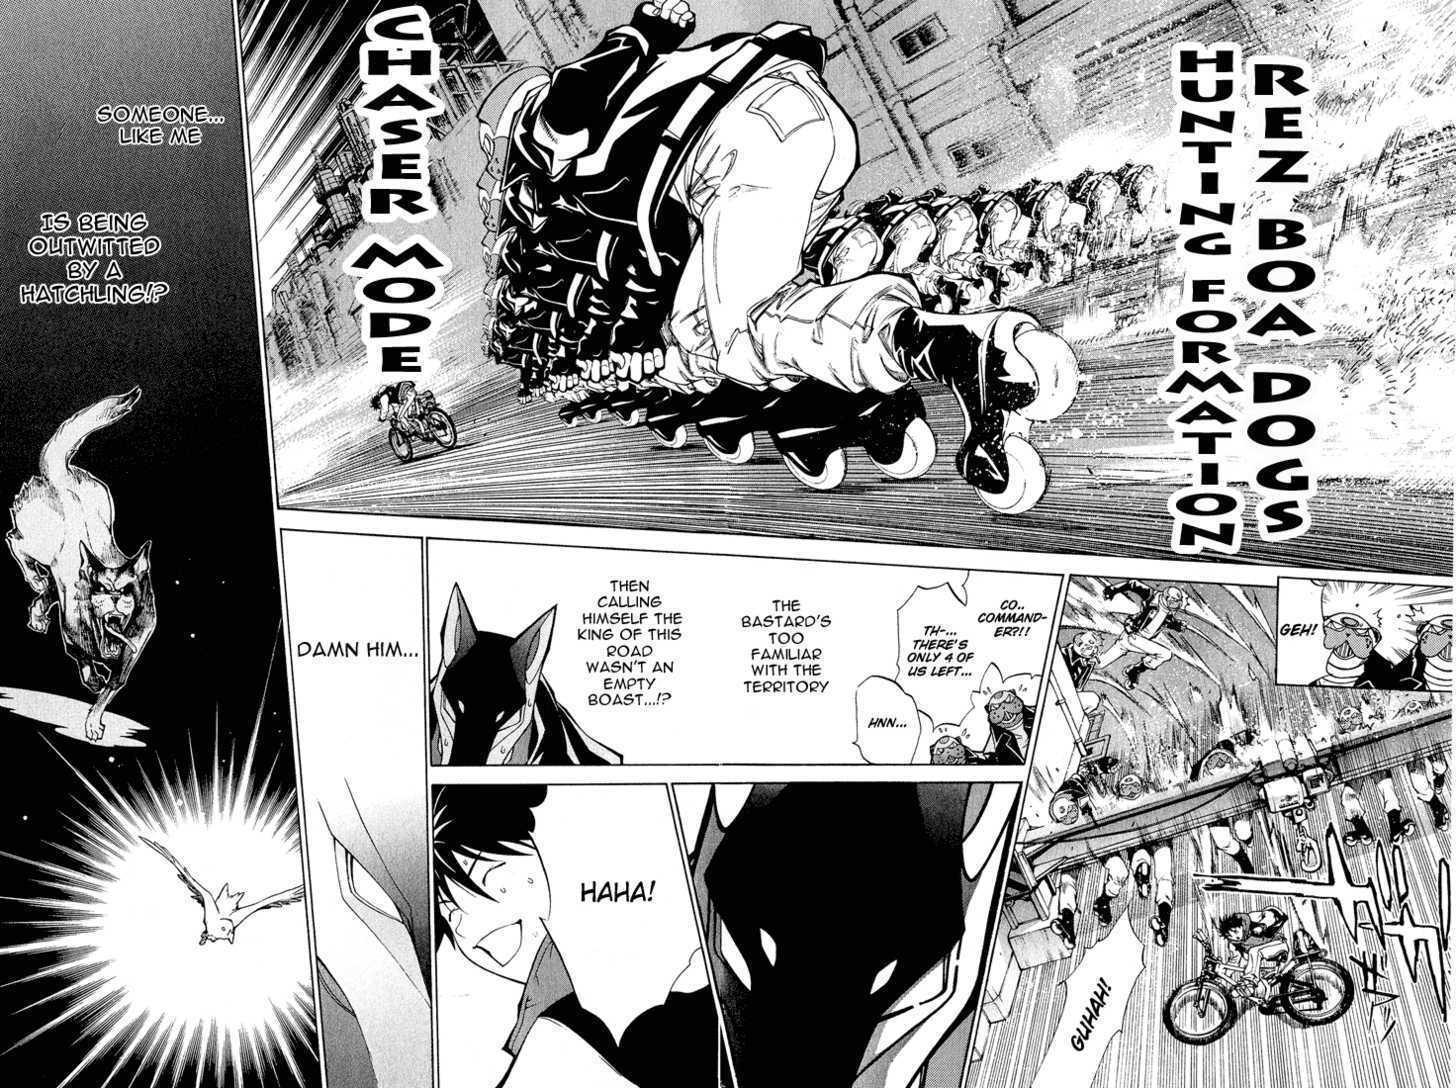 REZ BOA DOGS
HUNTING FORMATION
CHASER MODE
GEH!
GUHAH!
CO..
COMMAND-
ER?!!
TH-...
THERE'S
ONLY 4 OF
US LEFT...
HNN...
THE
BASTARD'S
TOO
FAMILIAR
WITH THE
TERRITORY
THEN
CALLING
HIMSELF THE
KING OF THIS
ROAD
WASN'T AN
EMPTY
BOAST...!?
HAHA!
DAMN HIM...
SOMEONE...
LIKE ME
IS BEING
OUTWITTED
BY A
HATCHLING!?